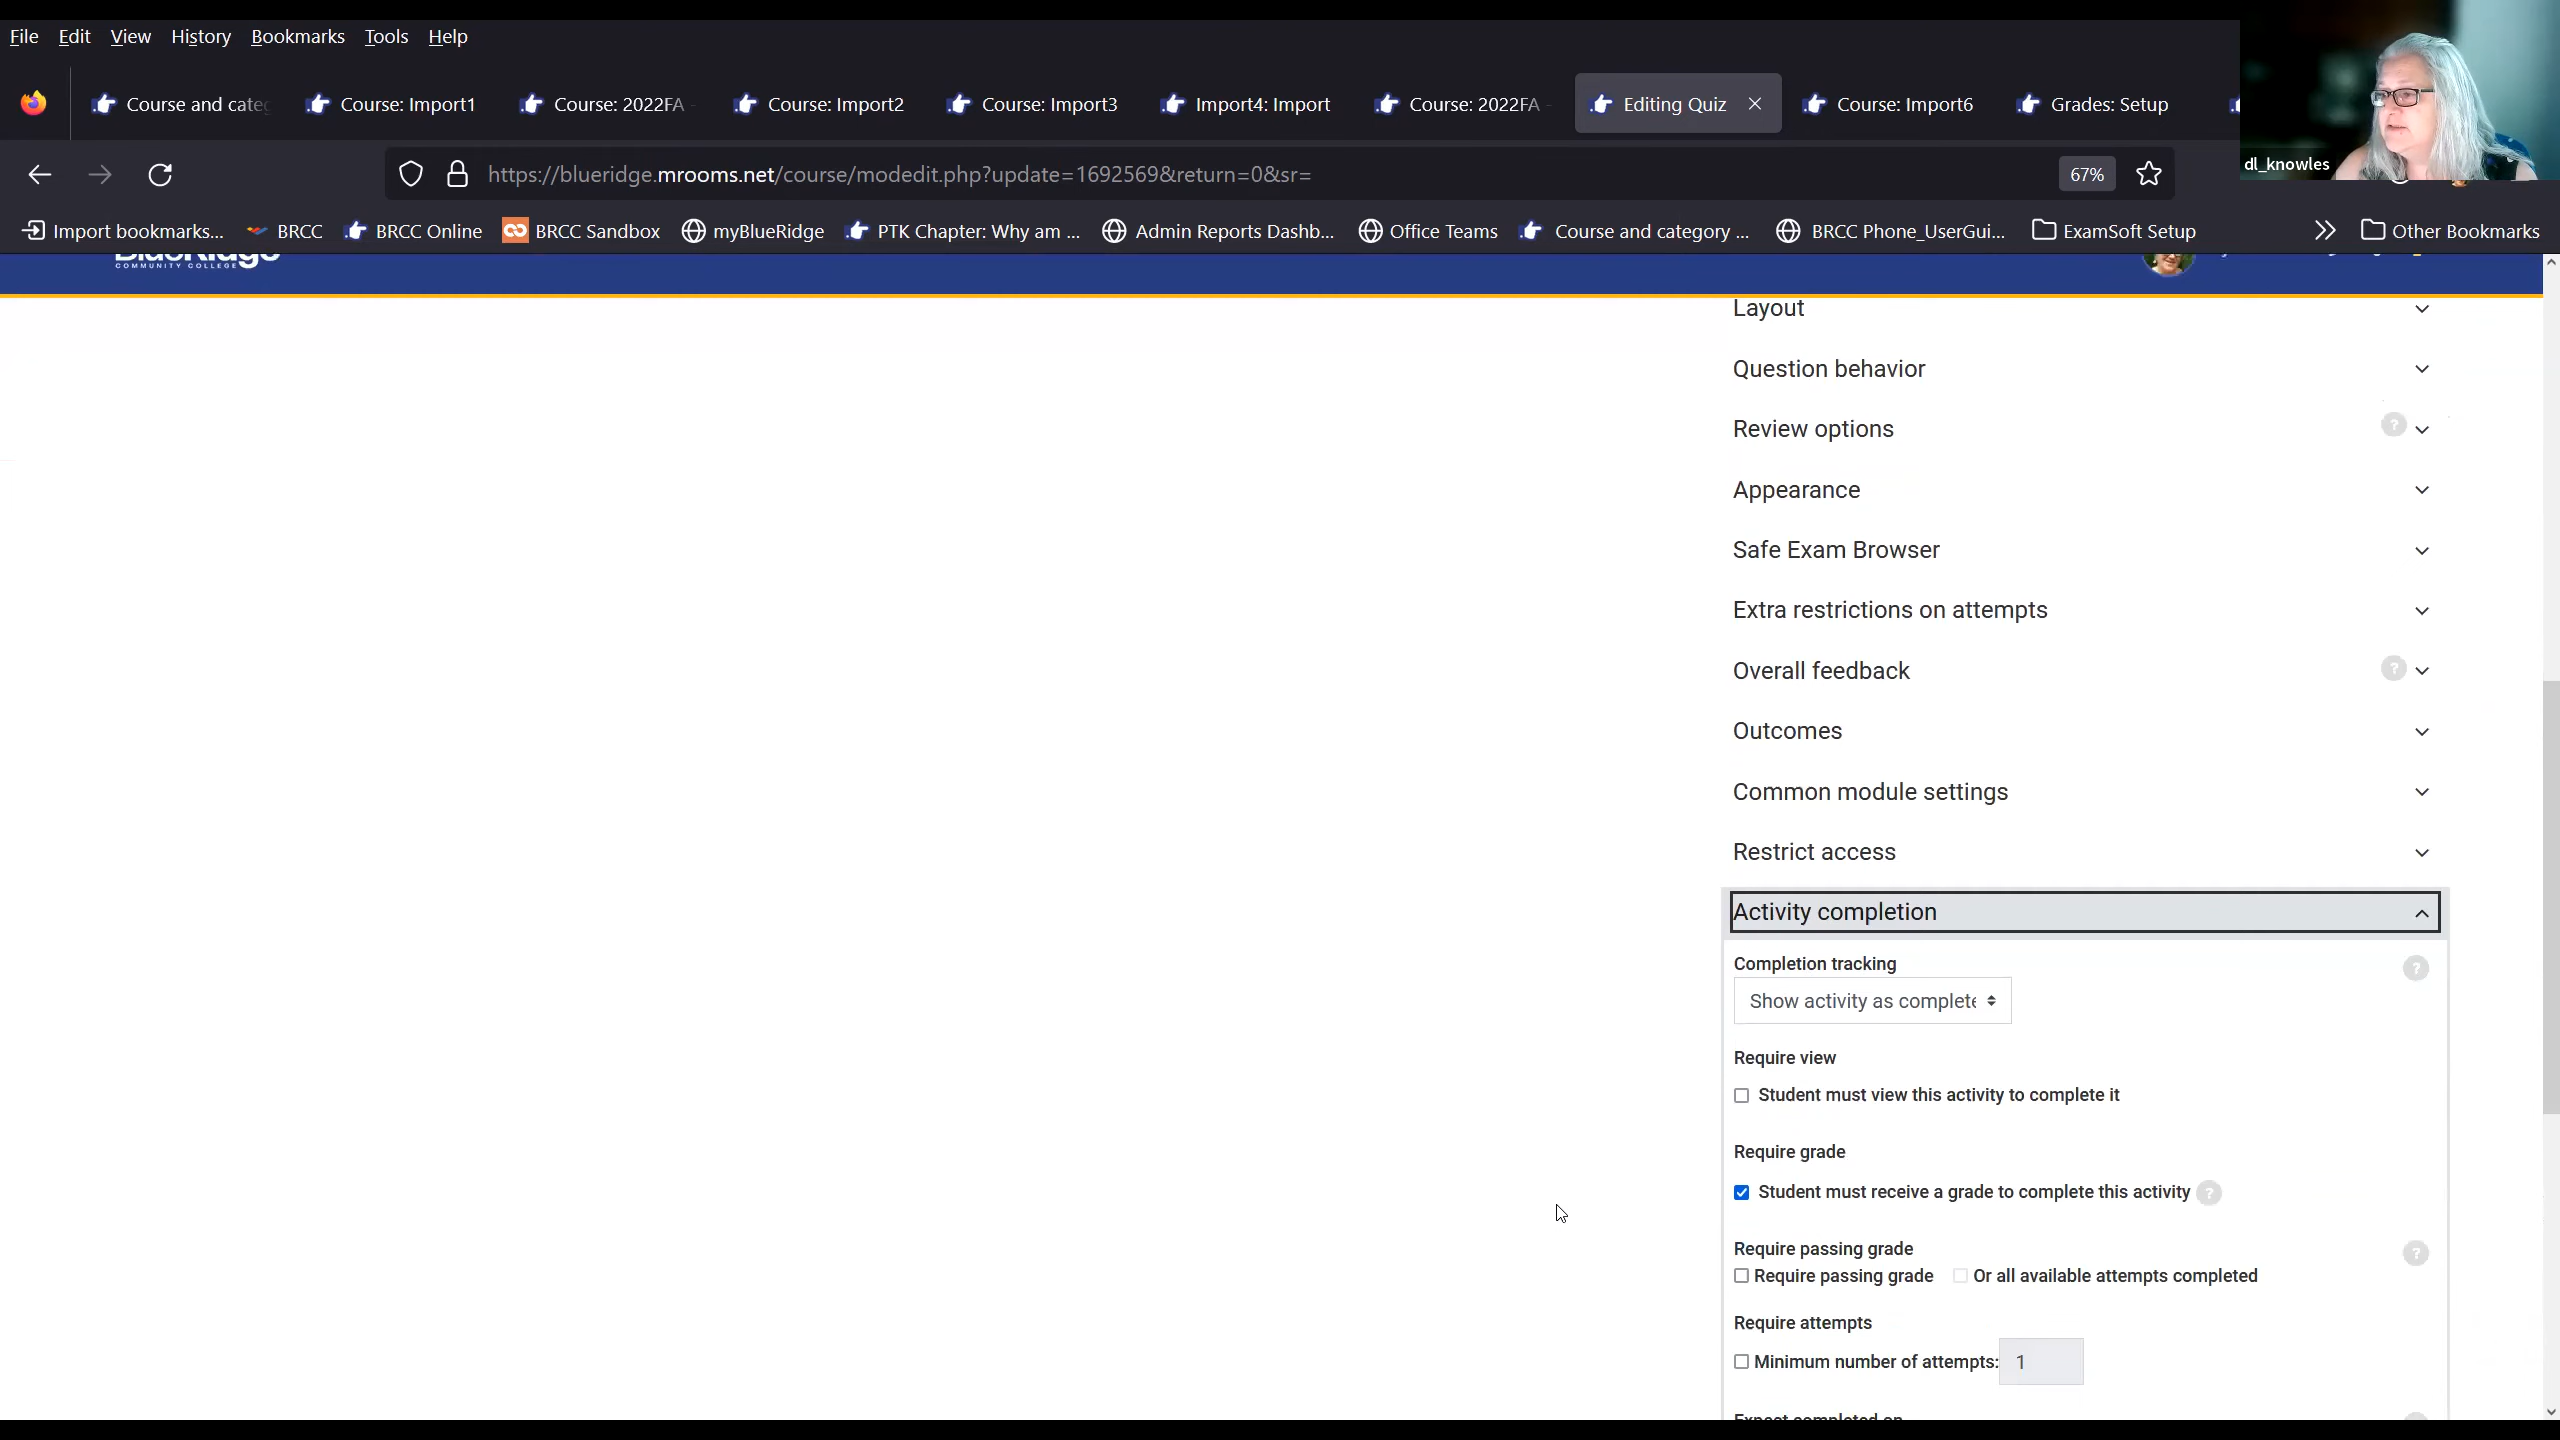 File Edit View History Bookmarks Tools Help
Course and categ Course: Import1 Course: 2022FA - Course: Import2 Course: Import3 Import4: Import Course: 2022FA - Editing Quiz Course: Import6 Grades: Setup
https://blueridge.mrooms.net/course/modedit.php?update=1692569&return=0&sr= 67%
dl_knowles
Import bookmarks... BRCC BRCC Online BRCC Sandbox myBlueRidge PTK Chapter: Why am ... Admin Reports Dashb... Office Teams Course and category ... BRCC Phone_UserGui... ExamSoft Setup Other Bookmarks
BlueRidge
COMMUNITY COLLEGE
Layout
Question behavior
Review options
Appearance
Safe Exam Browser
Extra restrictions on attempts
Overall feedback
Outcomes
Common module settings
Restrict access
Activity completion
Completion tracking
Show activity as complete
Require view
Student must view this activity to complete it
Require grade
Student must receive a grade to complete this activity
Require passing grade
Require passing grade Or all available attempts completed
Require attempts
Minimum number of attempts: 1
Expect completed on